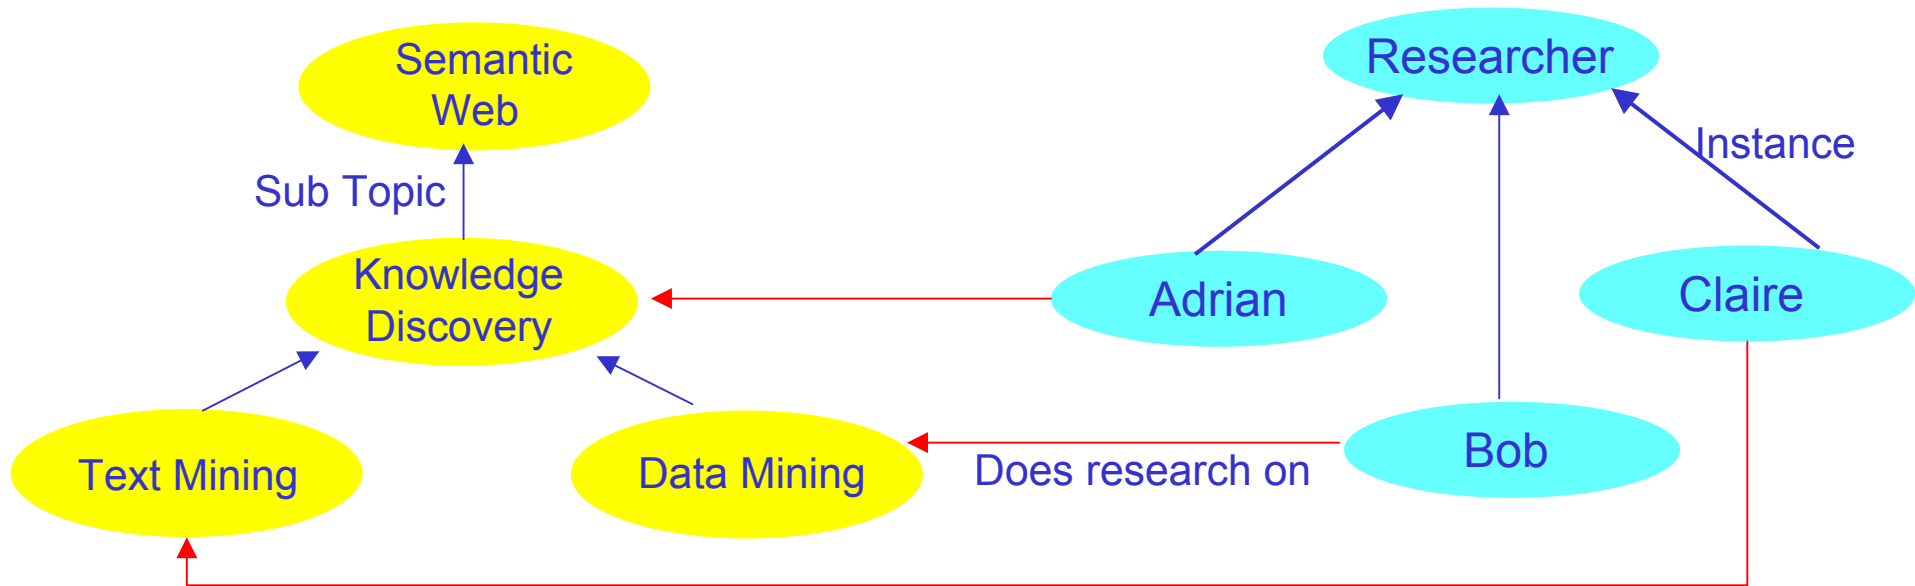 Semantic
Web
Researcher
Instance
Sub Topic
Knowledge
Discovery
Adrian
Claire
Text Mining
Data Mining
Does research on
Bob